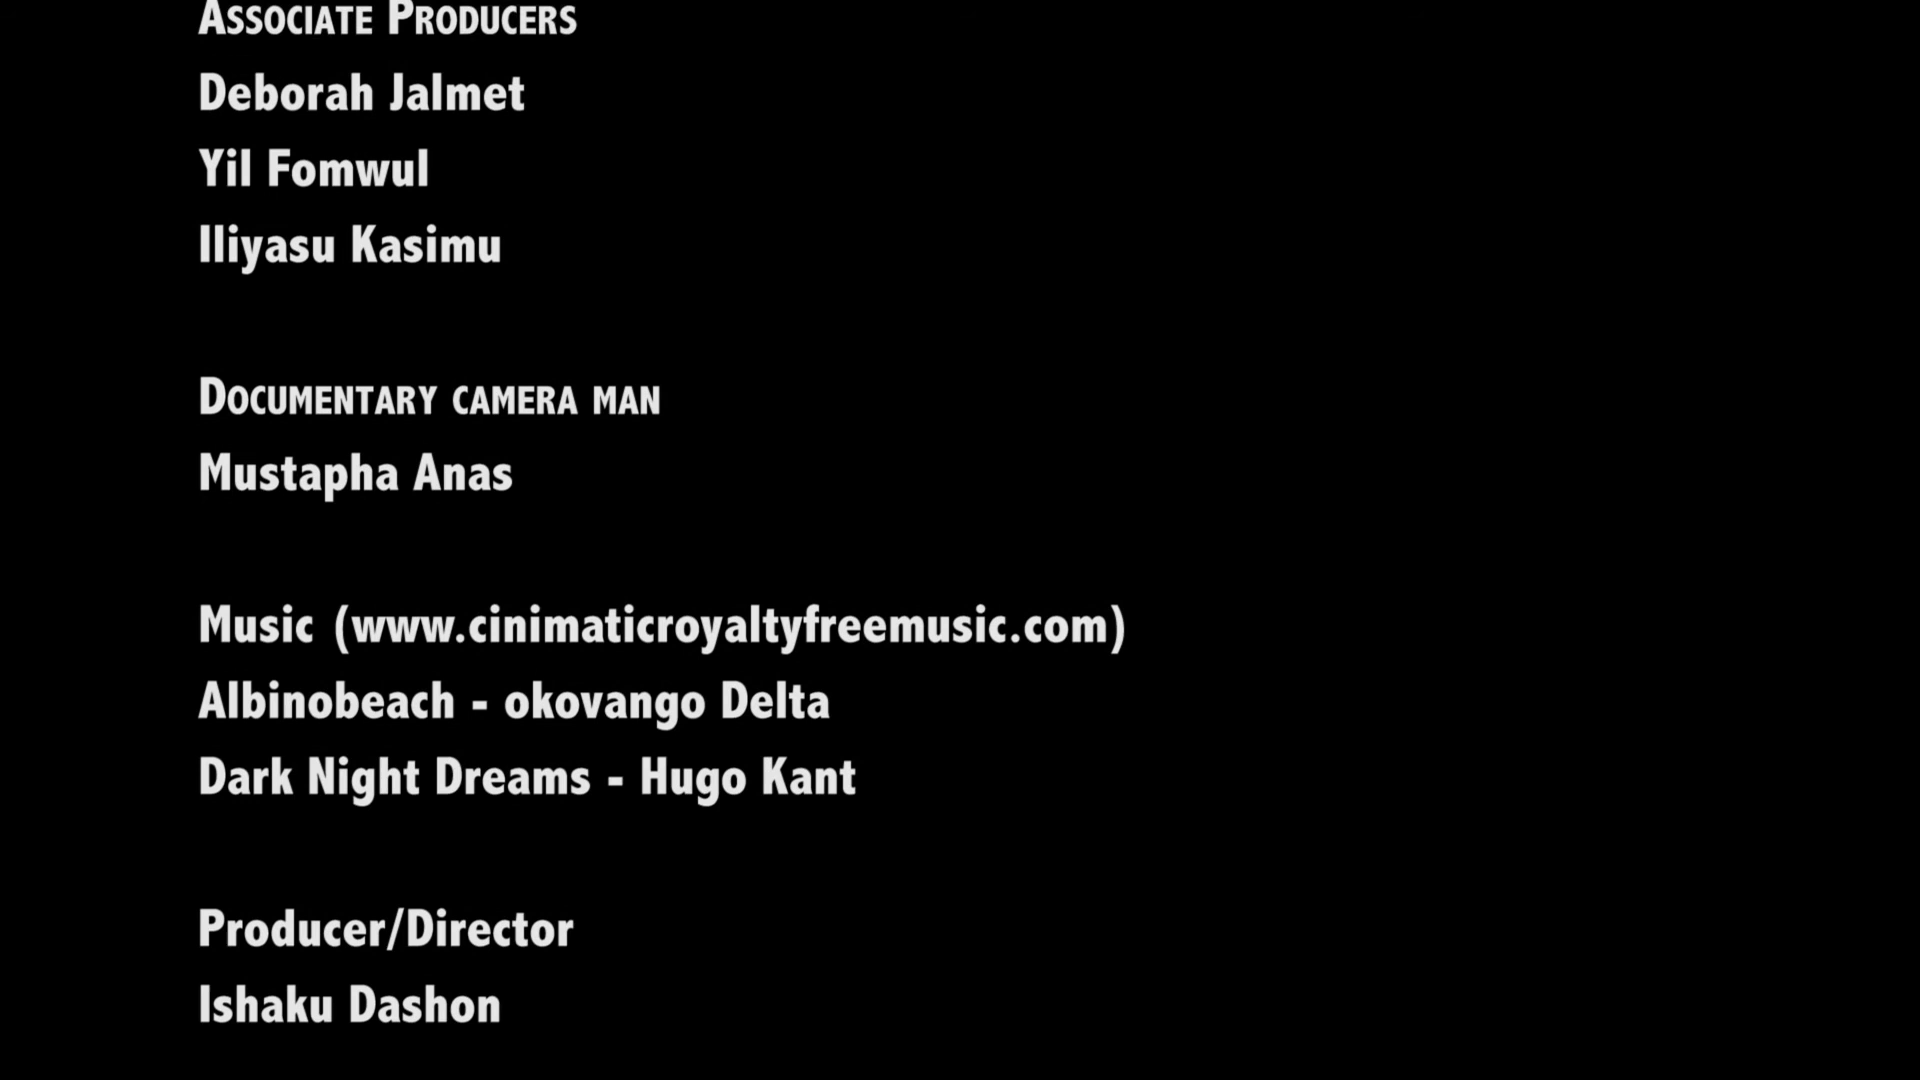 Associate Producers
Deborah Jalmet
Yil Fomwul
Iliyasu Kasimu
Documentary camera man
Mustapha Anas
Music (www.cinimaticroyaltyfreemusic.com)
Albinobeach - okovango Delta
Dark Night Dreams - Hugo Kant
Producer/Director
Ishaku Dashon